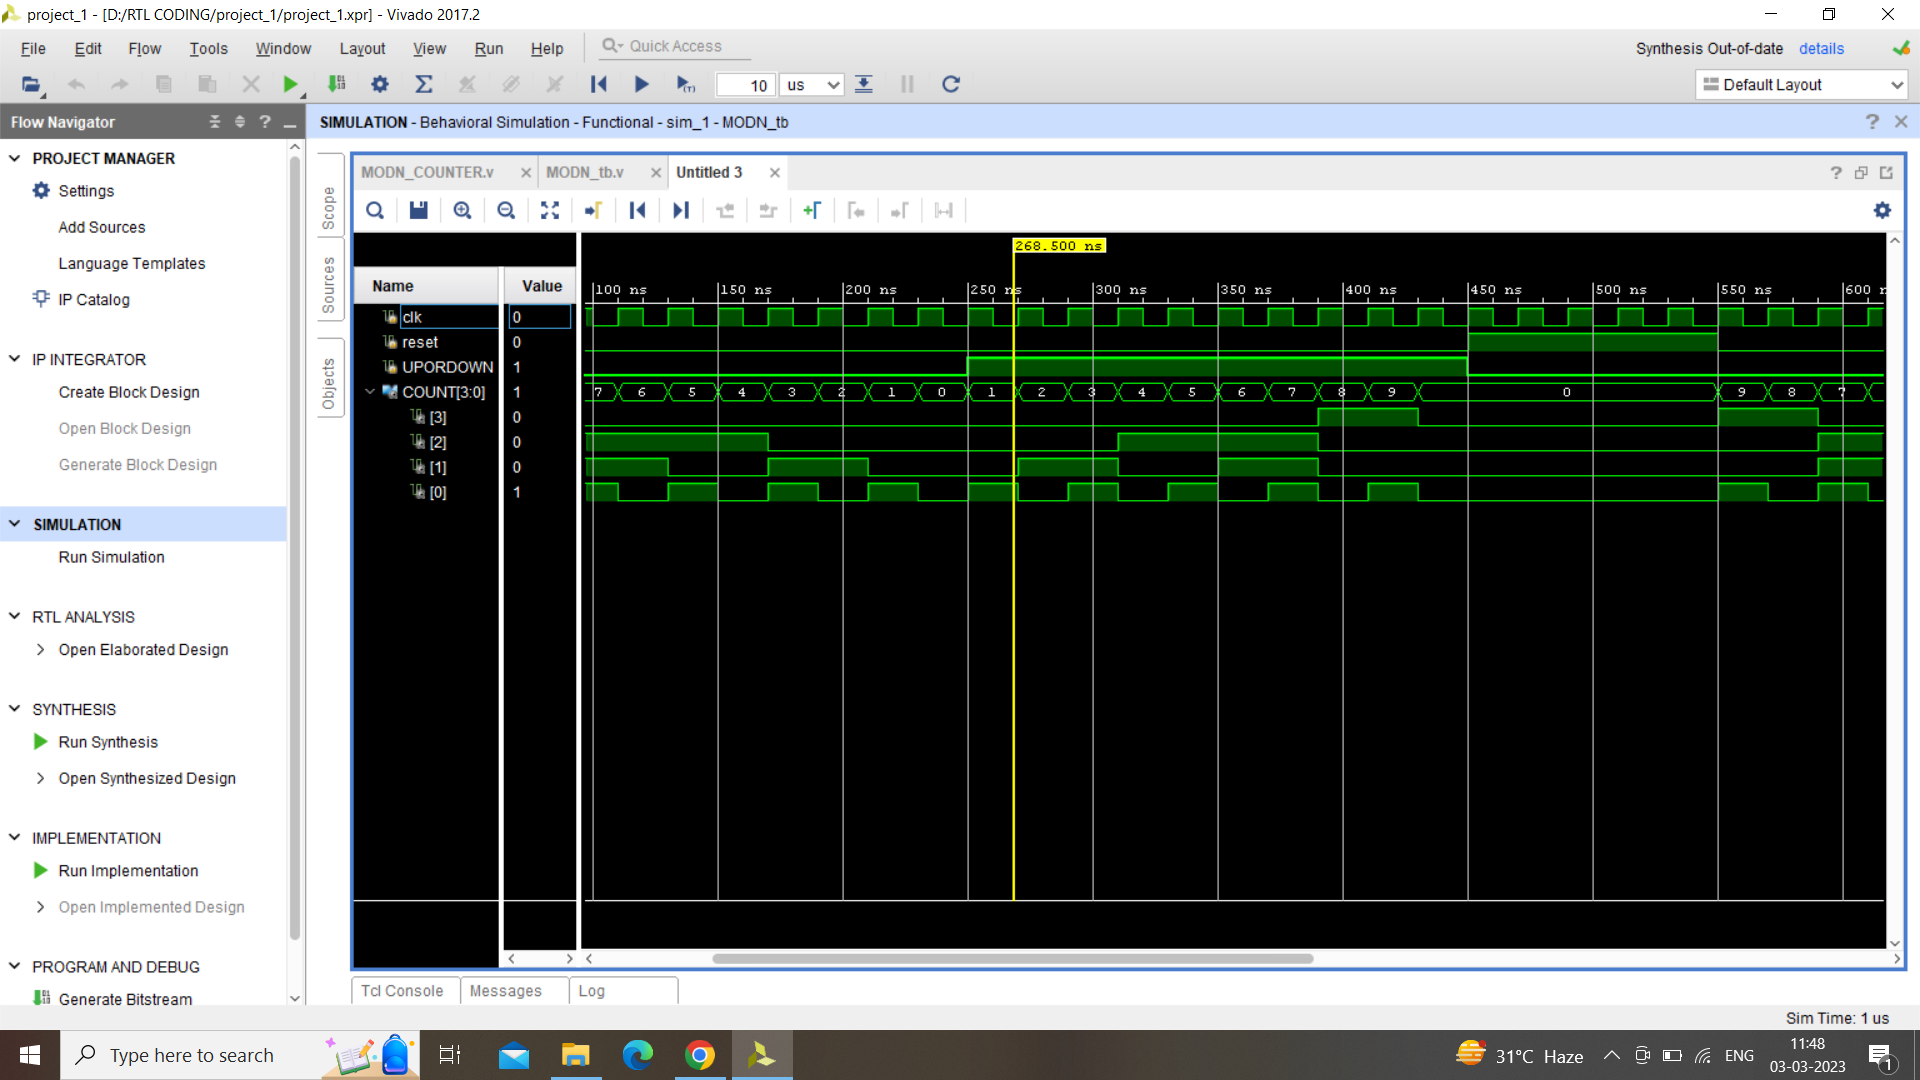 project_1 - [D:/RTL CODING/project_1/project_1.xpr] - Vivado 2017.2
File Edit Flow Tools Window Layout View Run Help Quick Access
Synthesis Out-of-date details
10 us
Default Layout
Flow Navigator
SIMULATION - Behavioral Simulation - Functional - sim_1 - MODN_tb
PROJECT MANAGER
Settings
Add Sources
Language Templates
IP Catalog
IP INTEGRATOR
Create Block Design
Open Block Design
Generate Block Design
SIMULATION
Run Simulation
RTL ANALYSIS
Open Elaborated Design
SYNTHESIS
Run Synthesis
Open Synthesized Design
IMPLEMENTATION
Run Implementation
Open Implemented Design
PROGRAM AND DEBUG
Generate Bitstream
Scope
Sources
Objects
MODN_COUNTER.v MODN_tb.v Untitled 3
268.500 ns
Name Value
100 ns 150 ns 200 ns 250 ns 300 ns 350 ns 400 ns 450 ns 500 ns 550 ns 600 n
clk 0
reset 0
UPORDOWN 1
COUNT[3:0] 1 7 6 5 4 3 2 1 0 1 2 3 4 5 6 7 8 9 0 9 8 7
[3] 0
[2] 0
[1] 0
[0] 1
Tcl Console Messages Log
Sim Time: 1 us
Type here to search
31°C Haze
ENG
11:48
03-03-2023
1